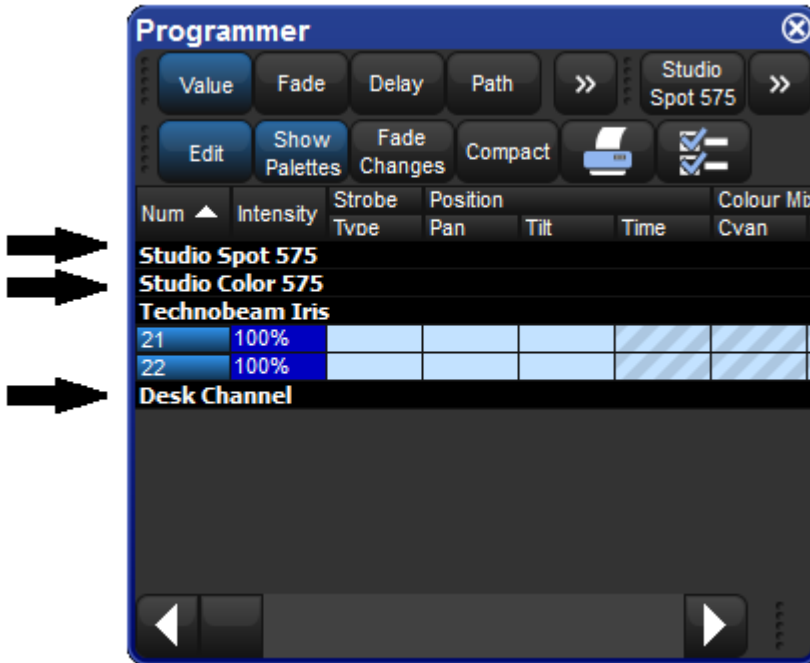 Programmer
Value Fade Delay Path Studio Spot 575
Edit Show Palettes Fade Changes Compact
Num Intensity Strobe Position Colour Mix
Type Pan Tilt Time Cyan
Studio Spot 575
Studio Color 575
Technobeam Iris
21 100%
22 100%
Desk Channel